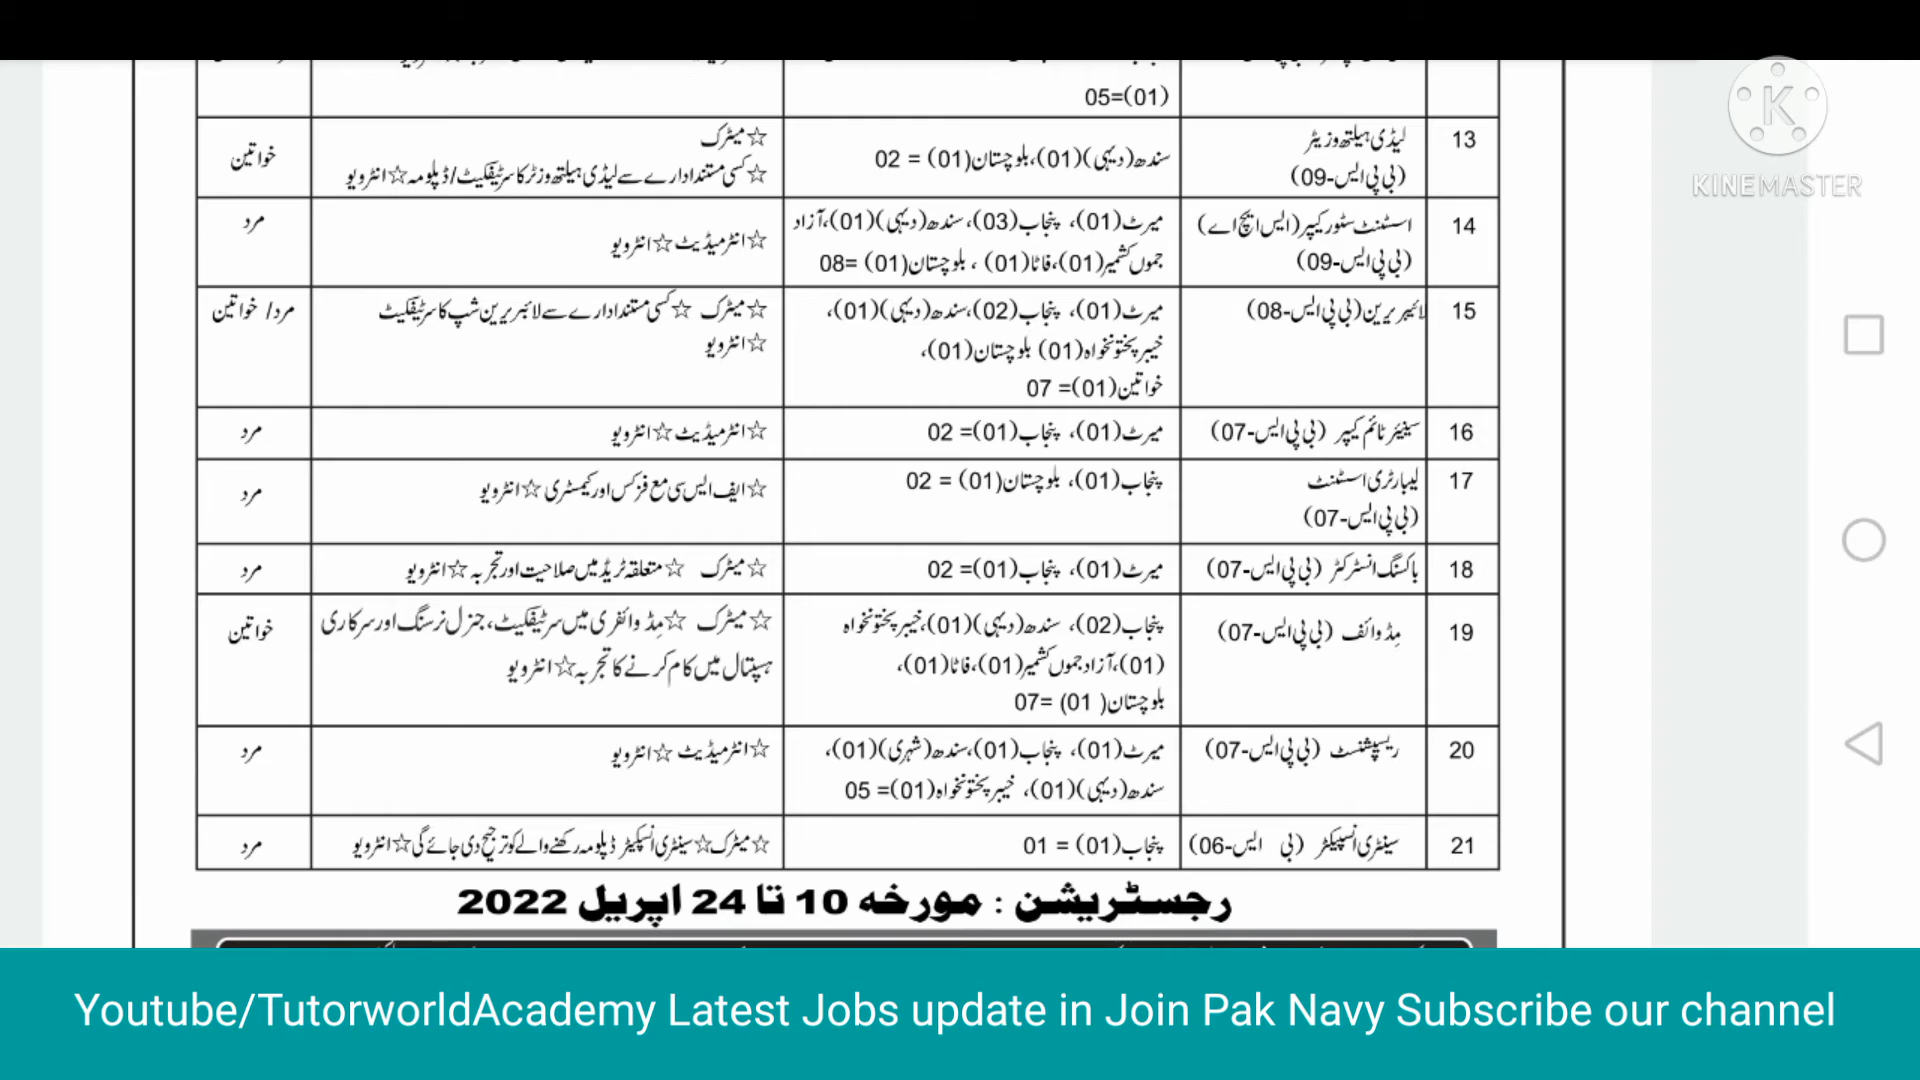 05=(01)
KINEMASTER
13 لیڈی ہیلتھ وزیٹر
(بی پی ایس-09)
سندھ(دیہی)(01)،بلوچستان(01) = 02
☆میٹرک
☆کسی مستند ادارے سے لیڈی ہیلتھ وزٹر کا سرٹیفکیٹ/ڈپلومہ ☆انٹرویو
خواتین
14 اسسٹنٹ سٹور کیپر(ایس ایچ اے)
(بی پی ایس-09)
میرٹ(01)، پنجاب(03)،سندھ(دیہی)(01)،آزاد
جموں کشمیر(01)،فاٹا(01) ، بلوچستان(01) =08
☆انٹرمیڈیٹ ☆انٹرویو
مرد
15 لائبریرین(بی پی ایس-08)
میرٹ(01)، پنجاب(02)،سندھ(دیہی)(01)،
خیبرپختونخواہ(01) بلوچستان(01)،
خواتین(01)= 07
☆میٹرک ☆کسی مستند ادارے سے لائبریرین شپ کا سرٹیفکیٹ
☆انٹرویو
مرد/ خواتین
16 سینیئر ٹائم کیپر (بی پی ایس-07)
میرٹ(01)، پنجاب(01)= 02
☆انٹرمیڈیٹ ☆انٹرویو
مرد
17 لیبارٹری اسسٹنٹ
(بی پی ایس-07)
پنجاب(01)، بلوچستان(01) = 02
☆ایف ایس سی مع فزکس اور کیمسٹری ☆انٹرویو
مرد
18 باکسنگ انسٹرکٹر (بی پی ایس-07)
میرٹ(01)، پنجاب(01)= 02
☆میٹرک ☆متعلقہ ٹریڈ میں صلاحیت اور تجربہ ☆انٹرویو
مرد
19 مِڈ وائف (بی پی ایس-07)
پنجاب(02)، سندھ(دیہی)(01)،خیبرپختونخواہ
(01)،آزاد جموں کشمیر(01)،فاٹا(01)،
بلوچستان( 01) =07
☆میٹرک ☆مِڈ وائفری میں سرٹیفکیٹ، جنرل نرسنگ اور سرکاری
ہسپتال میں کام کرنے کا تجربہ ☆انٹرویو
خواتین
20 ریسپشنسٹ (بی پی ایس-07)
میرٹ(01)، پنجاب(01)،سندھ(شہری)(01)،
سندھ(دیہی)(01)، خیبرپختونخواہ(01)= 05
☆انٹرمیڈیٹ ☆انٹرویو
مرد
21 سینٹری انسپکیٹر (بی ایس-06)
پنجاب(01) = 01
☆میٹرک ☆سینٹری انسپکیٹر ڈپلومہ رکھنے والے کو ترجیح دی جائے گی ☆انٹرویو
مرد
رجسٹریشن : مورخہ 10 تا 24 اپریل 2022
Youtube/TutorworldAcademy Latest Jobs update in Join Pak Navy Subscribe our channel